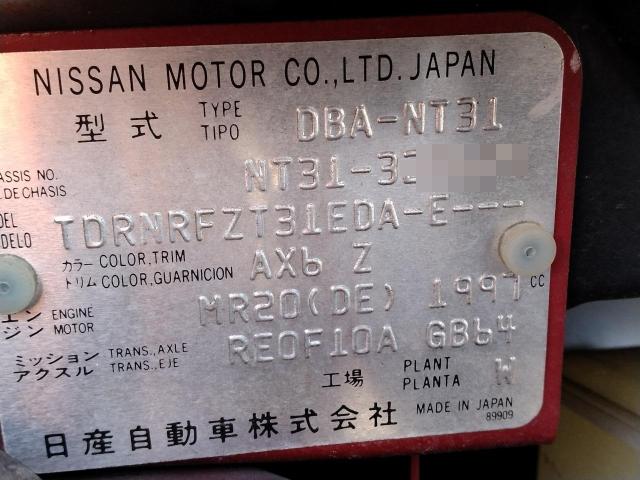 NISSAN MOTOR CO.,LTD. JAPAN
型式 TYPE TIPO DBA-NT31
ASSIS NO. DE CHASIS NT31-3
DEL DELO TDRNRFZT31EDA-E---
カラー COLOR,TRIM トリム COLOR,GUARNICION AX6 Z
エン ENGINE ジン MOTOR MR20(DE) 1997 CC
ミッション TRANS.,AXLE アクスル TRANS.,EJE RE0F10A GB64
工場 PLANT PLANTA W
日産自動車株式会社 MADE IN JAPAN
89909